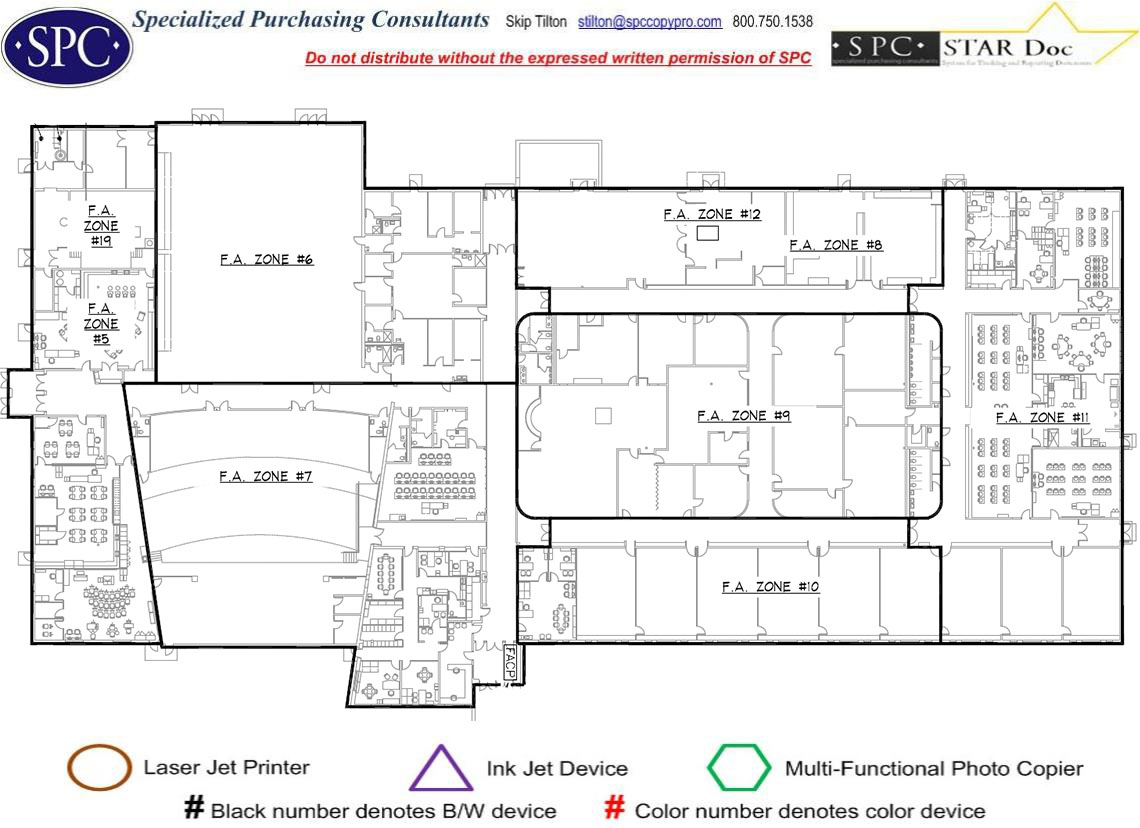 SPC
Specialized Purchasing Consultants Skip Tilton stilton@spccopypro.com 800.750.1538
Do not distribute without the expressed written permission of SPC
• S P C • STAR Doc
specialized purchasing consultants System for Tracking and Reporting Documents
F.A. ZONE #19
F.A. ZONE #6
F.A. ZONE #12
F.A. ZONE #8
F.A. ZONE #5
F.A. ZONE #9
F.A. ZONE #11
F.A. ZONE #7
F.A. ZONE #10
FACP
Laser Jet Printer
Ink Jet Device
Multi-Functional Photo Copier
# Black number denotes B/W device
# Color number denotes color device